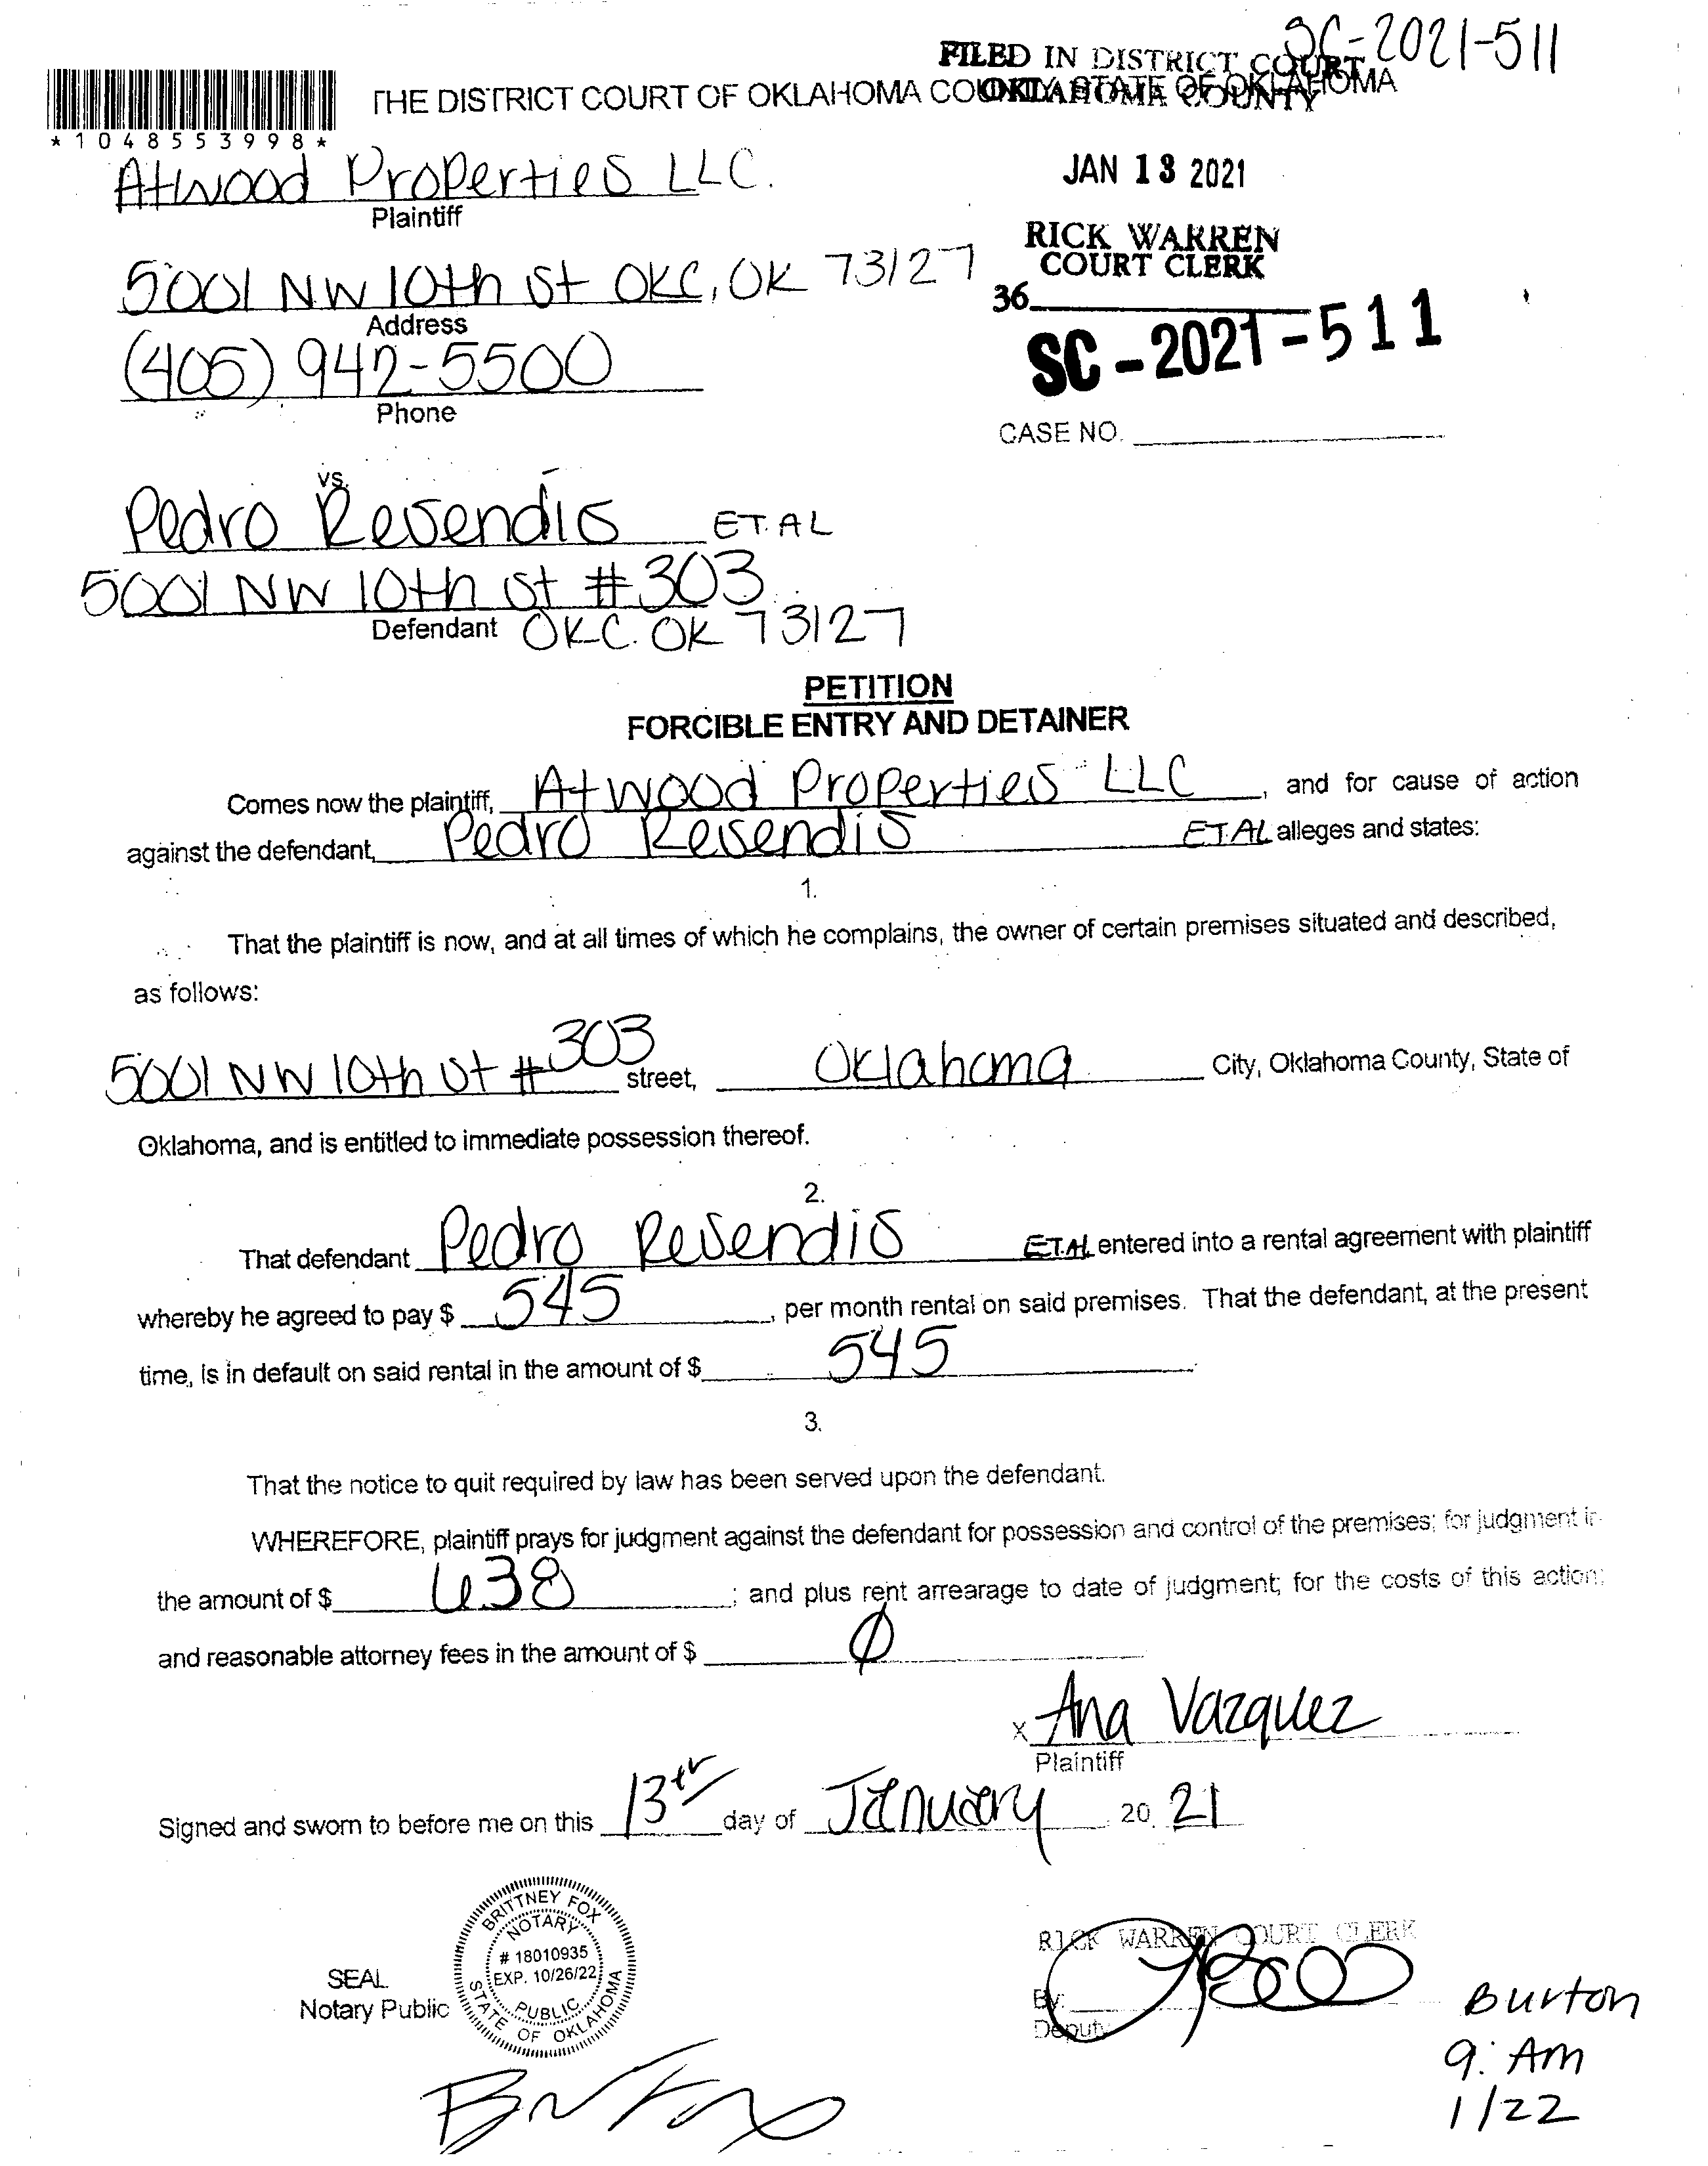 SC-2021-511
FILED IN DISTRICT COURT
OKLAHOMA COUNTY
THE DISTRICT COURT OF OKLAHOMA COUNTY STATE OF OKLAHOMA
*1048553998*
Atwood Properties LLC.
Plaintiff
JAN 13 2021
RICK WARREN
COURT CLERK
5001 NW 10th St OKC, OK 73127
Address
36
(405) 942-5500
Phone
SC-2021-511
CASE NO.
vs.
Pedro Resendis ET.AL
5001 NW 10th St #303
Defendant OKC. OK 73127
PETITION
FORCIBLE ENTRY AND DETAINER
Comes now the plaintiff, Atwood Properties LLC, and for cause of action
against the defendant, Pedro Resendis ET.AL alleges and states:
1.
That the plaintiff is now, and at all times of which he complains, the owner of certain premises situated and described,
as follows:
5001 NW 10th St #303 street, Oklahoma City, Oklahoma County, State of
Oklahoma, and is entitled to immediate possession thereof.
2.
That defendant Pedro Resendis ET.AL entered into a rental agreement with plaintiff
whereby he agreed to pay $ 545, per month rental on said premises. That the defendant, at the present
time, is in default on said rental in the amount of $ 545.
3.
That the notice to quit required by law has been served upon the defendant.
WHEREFORE, plaintiff prays for judgment against the defendant for possession and control of the premises; for judgment in
the amount of $ 638; and plus rent arrearage to date of judgment; for the costs of this action;
and reasonable attorney fees in the amount of $ Ø
x Ana Vazquez
Plaintiff
Signed and sworn to before me on this 13th day of January 20 21
BRITTNEY FOX
NOTARY
# 18010935
EXP. 10/26/22
PUBLIC
STATE OF OKLAHOMA
SEAL
Notary Public
RICK WARREN COURT CLERK
By:
Deputy
Burton
9: AM
1/22